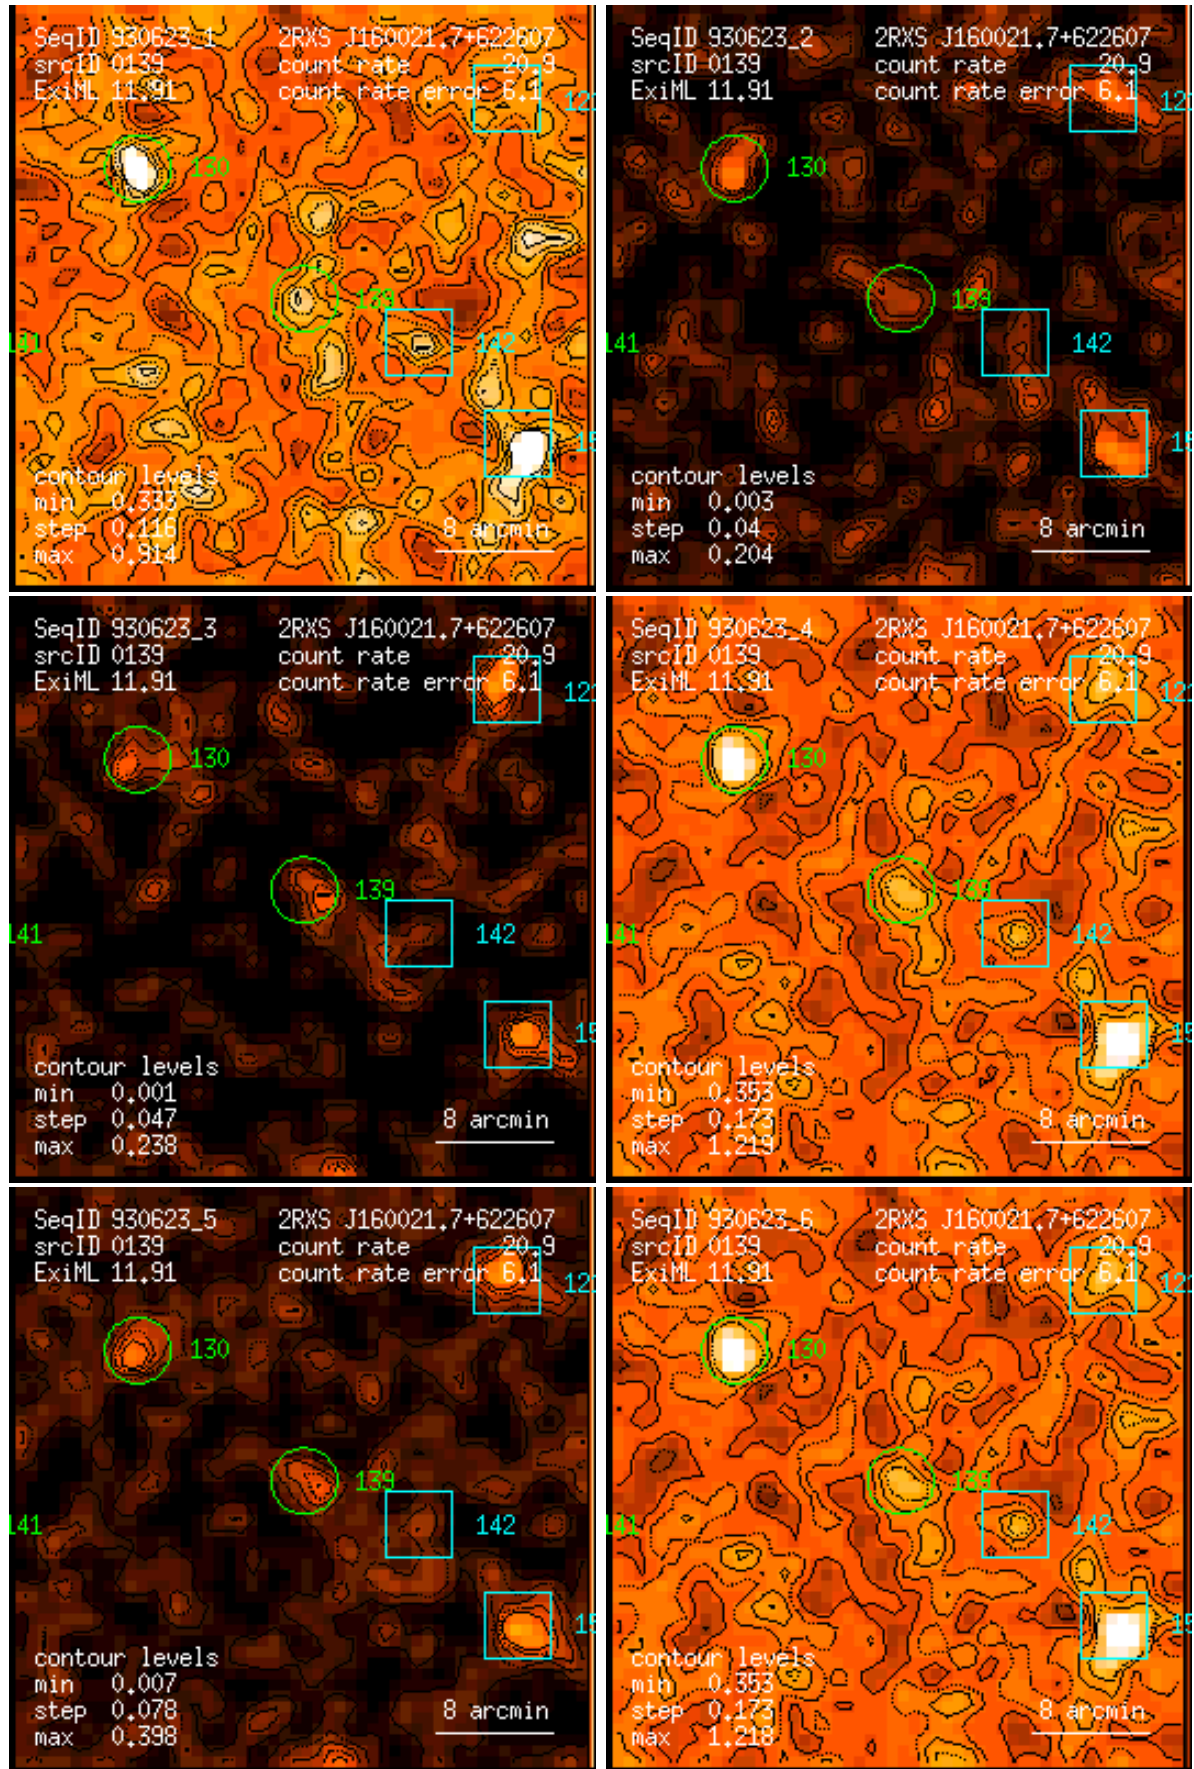 SeqID 930623_1 2RXS J160021.7+622607
srcID 0139 count rate 20.9
ExiML 11.91 count rate error 6.1
130
139
141
142
contour levels
min 0.333
step 0.116
max 0.914
8 arcmin
SeqID 930623_2 2RXS J160021.7+622607
srcID 0139 count rate 20.9
ExiML 11.91 count rate error 6.1
130
139
141
142
contour levels
min 0.003
step 0.04
max 0.204
8 arcmin
SeqID 930623_3 2RXS J160021.7+622607
srcID 0139 count rate 20.9
ExiML 11.91 count rate error 6.1
130
139
141
142
contour levels
min 0.001
step 0.047
max 0.238
8 arcmin
SeqID 930623_4 2RXS J160021.7+622607
srcID 0139 count rate 20.9
ExiML 11.91 count rate error 6.1
130
139
141
142
contour levels
min 0.353
step 0.173
max 1.219
8 arcmin
SeqID 930623_5 2RXS J160021.7+622607
srcID 0139 count rate 20.9
ExiML 11.91 count rate error 6.1
130
139
141
142
contour levels
min 0.007
step 0.078
max 0.398
8 arcmin
SeqID 930623_6 2RXS J160021.7+622607
srcID 0139 count rate 20.9
ExiML 11.91 count rate error 6.1
130
139
141
142
contour levels
min 0.353
step 0.173
max 1.218
8 arcmin